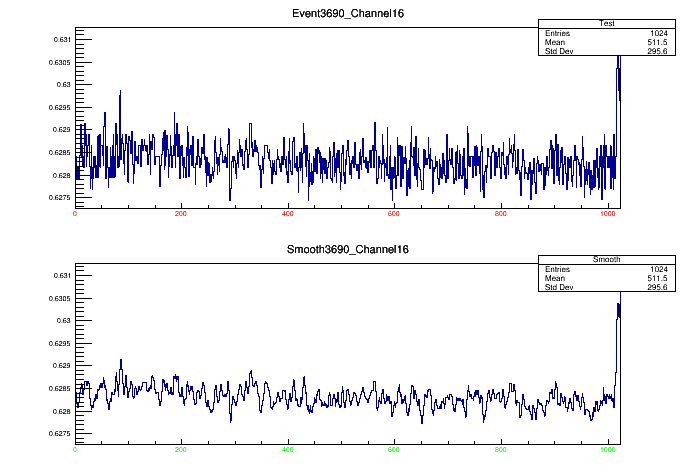 Event3690_Channel16
Test
Entries 1024
Mean 511.5
Std Dev 295.6
0.631
0.6305
0.63
0.6295
0.629
0.6285
0.628
0.6275
0 200 400 600 800 1000
Smooth3690_Channel16
Smooth
Entries 1024
Mean 511.5
Std Dev 295.6
0.631
0.6305
0.63
0.6295
0.629
0.6285
0.628
0.6275
0 200 400 600 800 1000